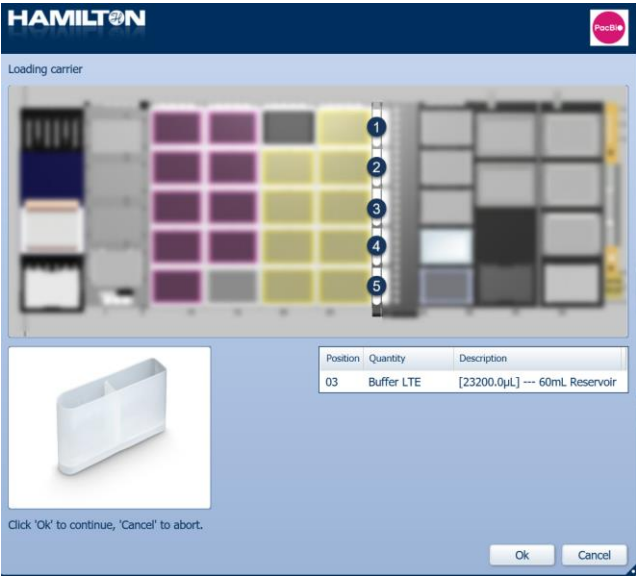 HAMILTON
PacBio
Loading carrier
1
2
3
4
5
Position Quantity Description
03 Buffer LTE [23200.0µL] --- 60mL Reservoir
Click 'Ok' to continue, 'Cancel' to abort.
Ok Cancel